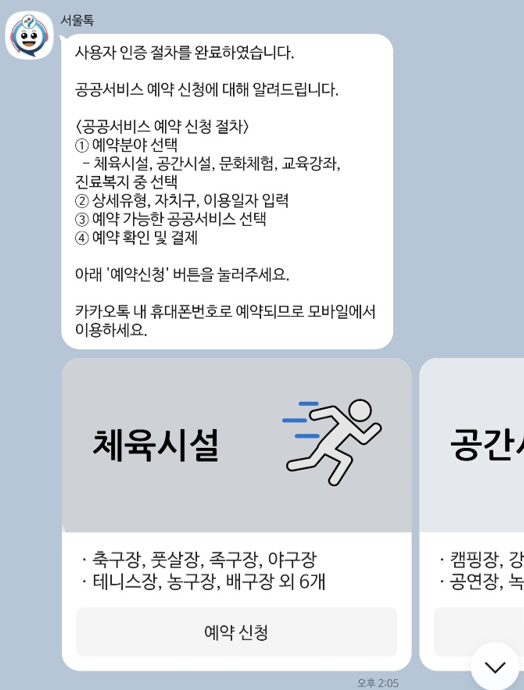 서울톡
사용자 인증 절차를 완료하였습니다.
공공서비스 예약 신청에 대해 알려드립니다.
<공공서비스 예약 신청 절차>
① 예약분야 선택
- 체육시설, 공간시설, 문화체험, 교육강좌,
진료복지 중 선택
② 상세유형, 자치구, 이용일자 입력
③ 예약 가능한 공공서비스 선택
④ 예약 확인 및 결제
아래 '예약신청' 버튼을 눌러주세요.
카카오톡 내 휴대폰번호로 예약되므로 모바일에서
이용하세요.
체육시설
· 축구장, 풋살장, 족구장, 야구장
· 테니스장, 농구장, 배구장 외 6개
예약 신청
공간
· 캠핑장, 강
· 공연장, 녹
오후 2:05